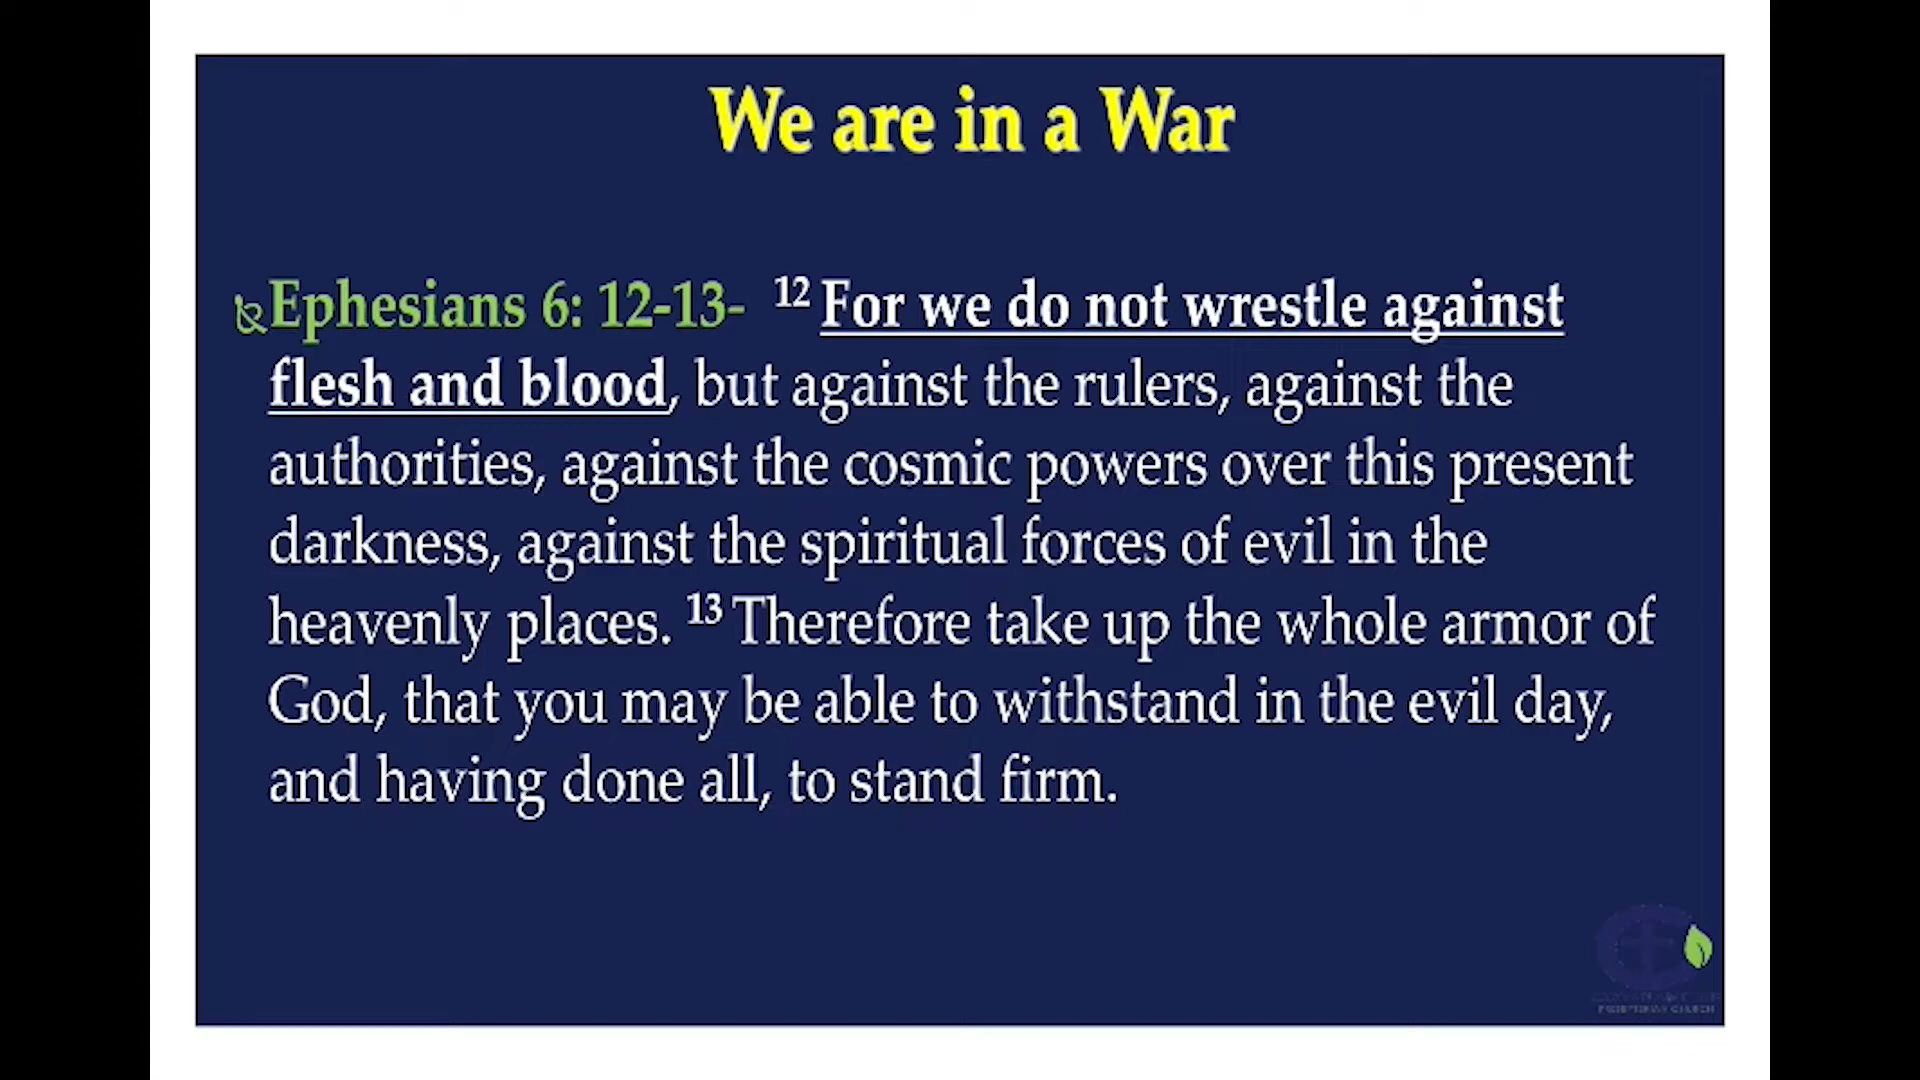 We are in a War
Ephesians 6: 12-13- 12 For we do not wrestle against
flesh and blood, but against the rulers, against the
authorities, against the cosmic powers over this present
darkness, against the spiritual forces of evil in the
heavenly places. 13 Therefore take up the whole armor of
God, that you may be able to withstand in the evil day,
and having done all, to stand firm.
PRESBYTERIAN CHURCH